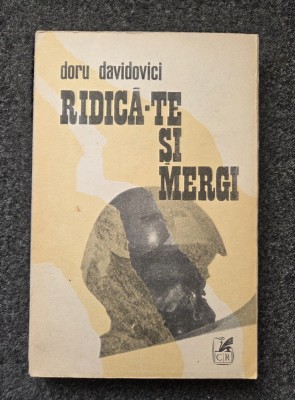 doru davidovici
RIDICĂ-TE
ȘI
MERGI
CR